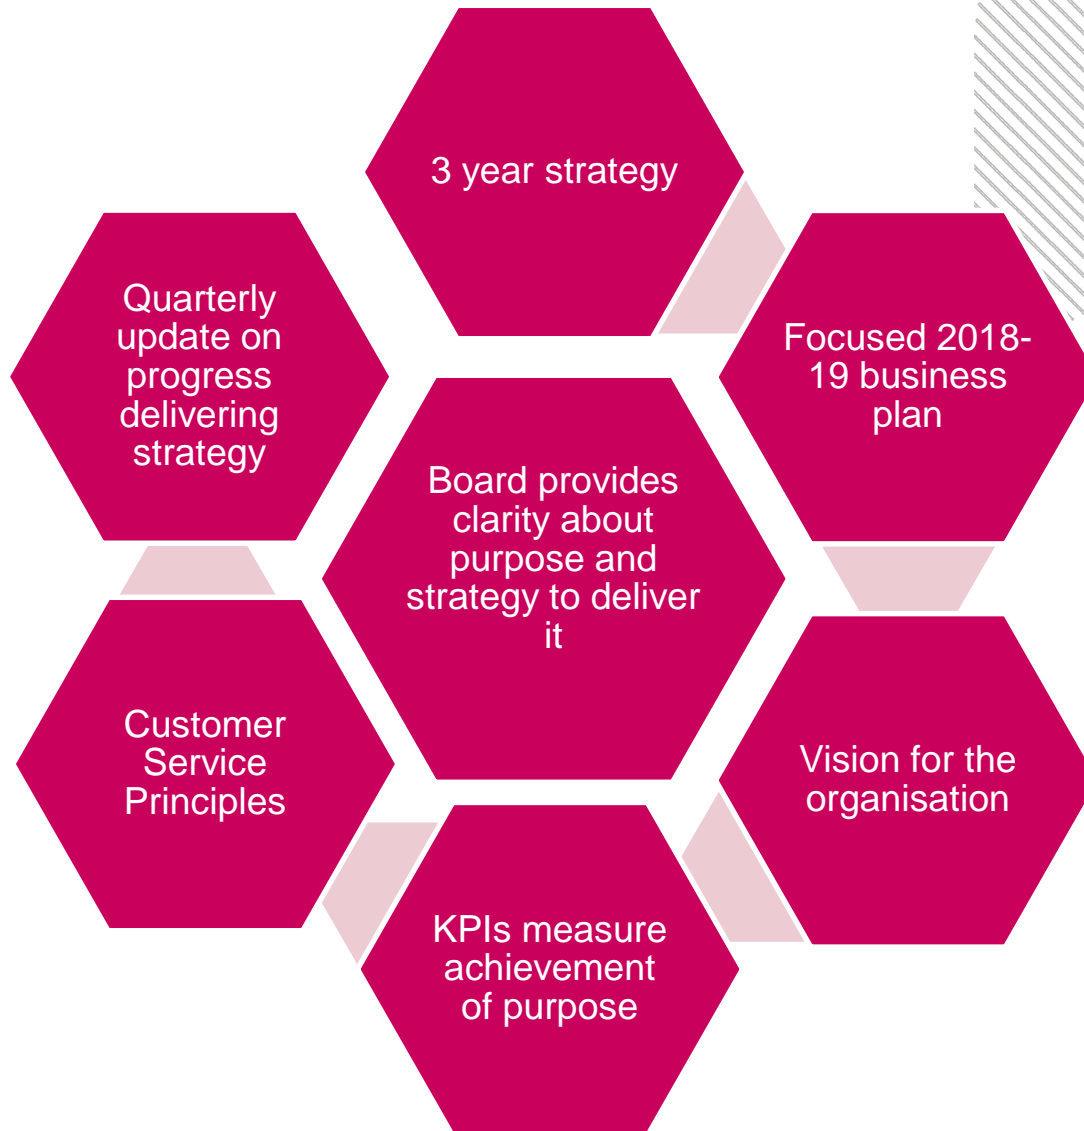 3 year strategy
Focused 2018-
19 business
plan
Vision for the
organisation
KPIs measure
achievement
of purpose
Customer
Service
Principles
Quarterly
update on
progress
delivering
strategy
Board provides
clarity about
purpose and
strategy to deliver
it